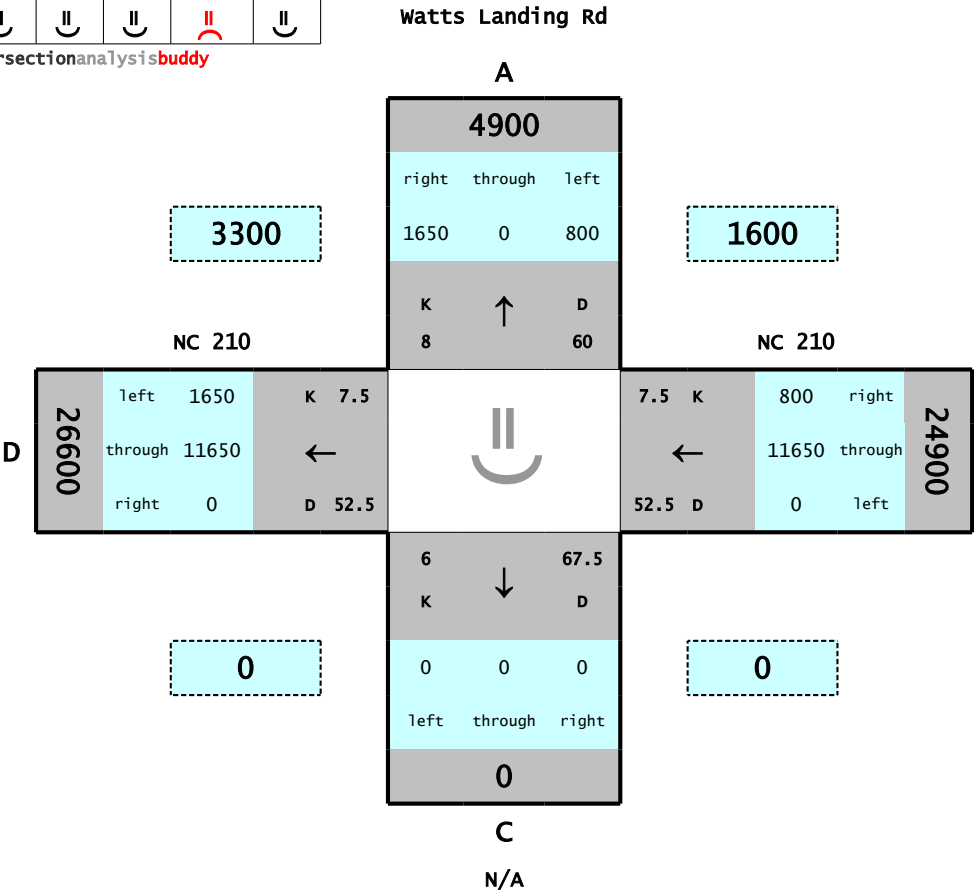 Watts Landing Rd
rsectionanalysisbuddy
A
4900
right through left
3300
1650 0 800
1600
K D
8 60
NC 210
NC 210
left 1650 K 7.5
7.5 K 800 right
D
26600
through 11650
11650 through
24900
right 0 D 52.5
52.5 D 0 left
6 67.5
K D
0
0 0 0
0
left through right
0
C
N/A